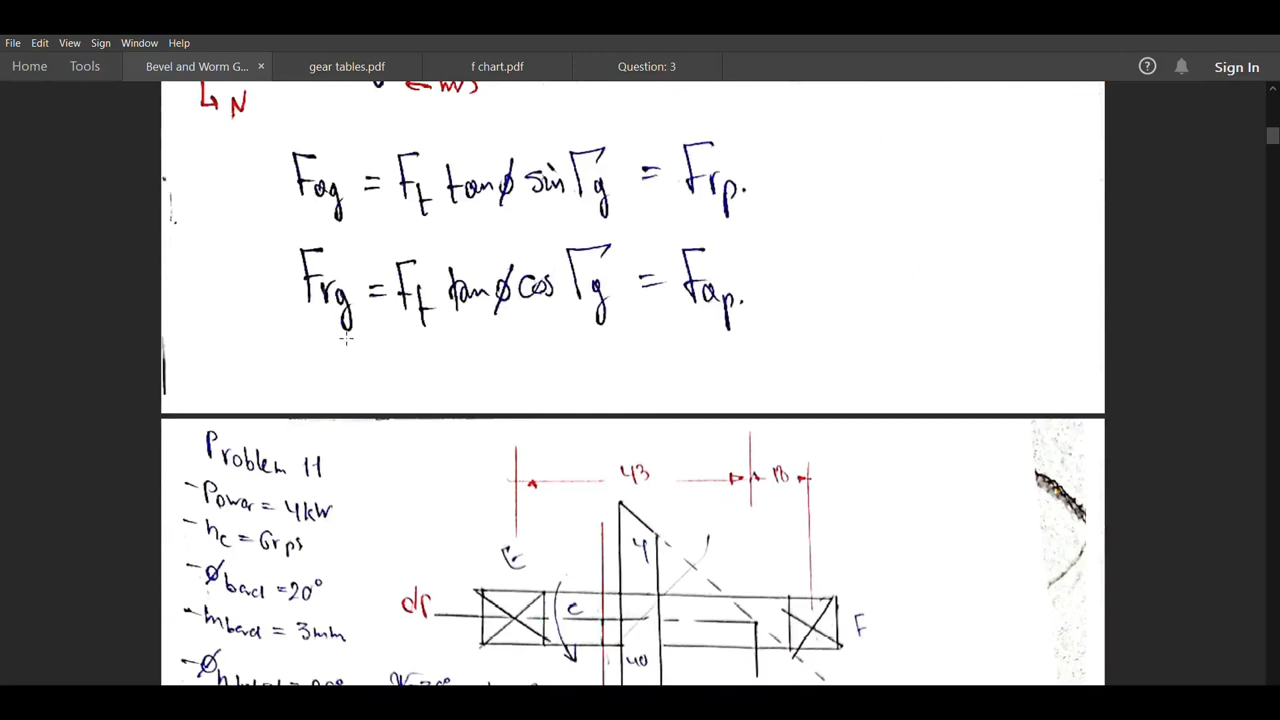 File Edit View Sign Window Help
Home Tools Bevel and Worm G... × gear tables.pdf f chart.pdf Question: 3 Sign In
↳ N ← m/s
Fag = Ft tanϕ sin Γg = Frp.
Frg = Ft tanϕ cos Γg = Fap.
Problem 11
- Power = 4kW
- nc = 6rps
- ϕbevel = 20°
- mbevel = 3mm
43
18
E
4
dr
c
F
40